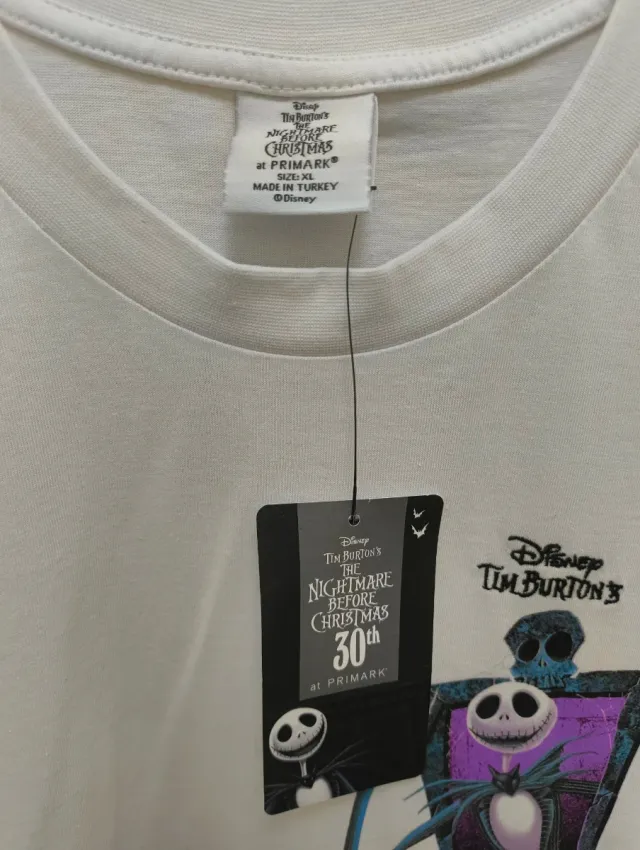 Disney
TIM BURTON'S
THE
NIGHTMARE
BEFORE
CHRISTMAS
at PRIMARK®
SIZE: XL
MADE IN TURKEY
©Disney
Disney
TIM BURTON'S
THE
NIGHTMARE
BEFORE
CHRISTMAS
30th
at PRIMARK®
Disney
TIM BURTON'S